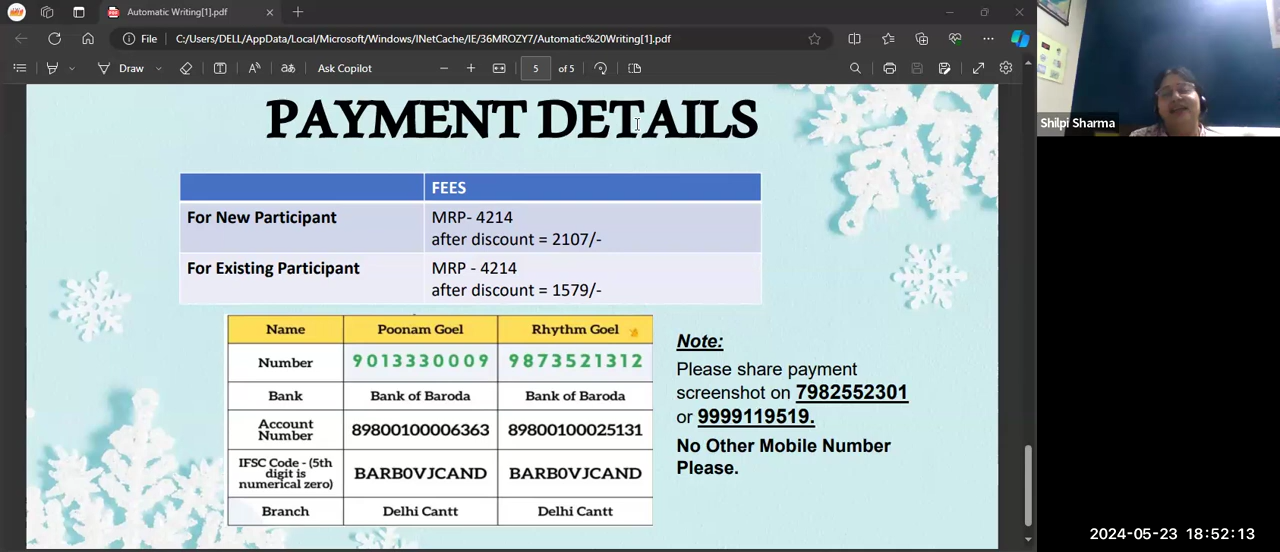 Automatic Writing[1].pdf
File
C:/Users/DELL/AppData/Local/Microsoft/Windows/INetCache/IE/36MROZY7/Automatic%20Writing[1].pdf
Draw
Ask Copilot
5
of 5
PAYMENT DETAILS
FEES
For New Participant
MRP- 4214
after discount = 2107/-
For Existing Participant
MRP - 4214
after discount = 1579/-
Name
Poonam Goel
Rhythm Goel
Number
9013330009
9873521312
Bank
Bank of Baroda
Bank of Baroda
Account
Number
89800100006363
89800100025131
IFSC Code - (5th
digit is
numerical zero)
BARB0VJCAND
BARB0VJCAND
Branch
Delhi Cantt
Delhi Cantt
Note:
Please share payment
screenshot on 7982552301
or 9999119519.
No Other Mobile Number
Please.
Shilpi Sharma
2024-05-23 18:52:13